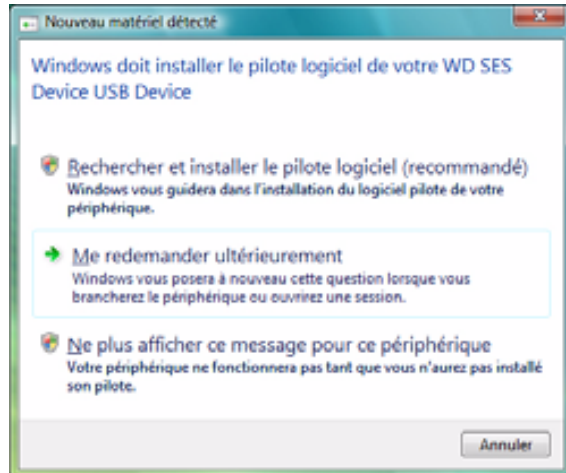 Nouveau matériel détecté
Windows doit installer le pilote logiciel de votre WD SES
Device USB Device
Rechercher et installer le pilote logiciel (recommandé)
Windows vous guidera dans l'installation du logiciel pilote de votre
périphérique.
Me redemander ultérieurement
Windows vous posera à nouveau cette question lorsque vous
brancherez le périphérique ou ouvrirez une session.
Ne plus afficher ce message pour ce périphérique
Votre périphérique ne fonctionnera pas tant que vous n'aurez pas installé
son pilote.
Annuler